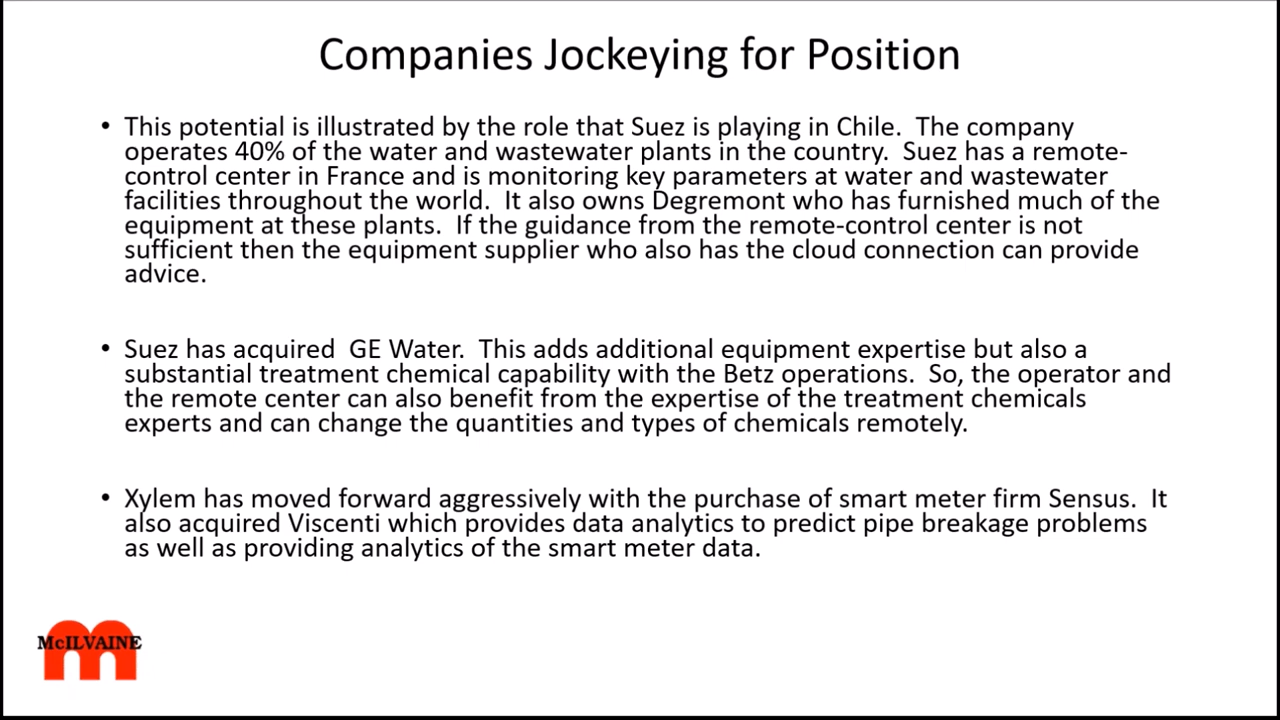 Companies Jockeying for Position
• This potential is illustrated by the role that Suez is playing in Chile.  The company
operates 40% of the water and wastewater plants in the country.  Suez has a remote-
control center in France and is monitoring key parameters at water and wastewater
facilities throughout the world.  It also owns Degremont who has furnished much of the
equipment at these plants.  If the guidance from the remote-control center is not
sufficient then the equipment supplier who also has the cloud connection can provide
advice.
• Suez has acquired  GE Water.  This adds additional equipment expertise but also a
substantial treatment chemical capability with the Betz operations.  So, the operator and
the remote center can also benefit from the expertise of the treatment chemicals
experts and can change the quantities and types of chemicals remotely.
• Xylem has moved forward aggressively with the purchase of smart meter firm Sensus.  It
also acquired Viscenti which provides data analytics to predict pipe breakage problems
as well as providing analytics of the smart meter data.
McILVAINE